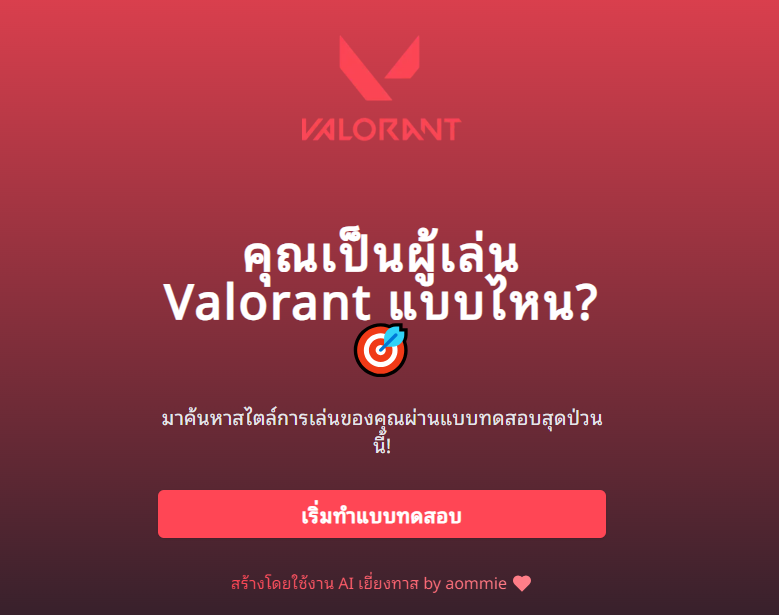 VALORANT
คุณเป็นผู้เล่น
Valorant แบบไหน?
มาค้นหาสไตล์การเล่นของคุณผ่านแบบทดสอบสุดป่วน
นี้!
เริ่มทำแบบทดสอบ
สร้างโดยใช้งาน AI เยี่ยงทาส by aommie